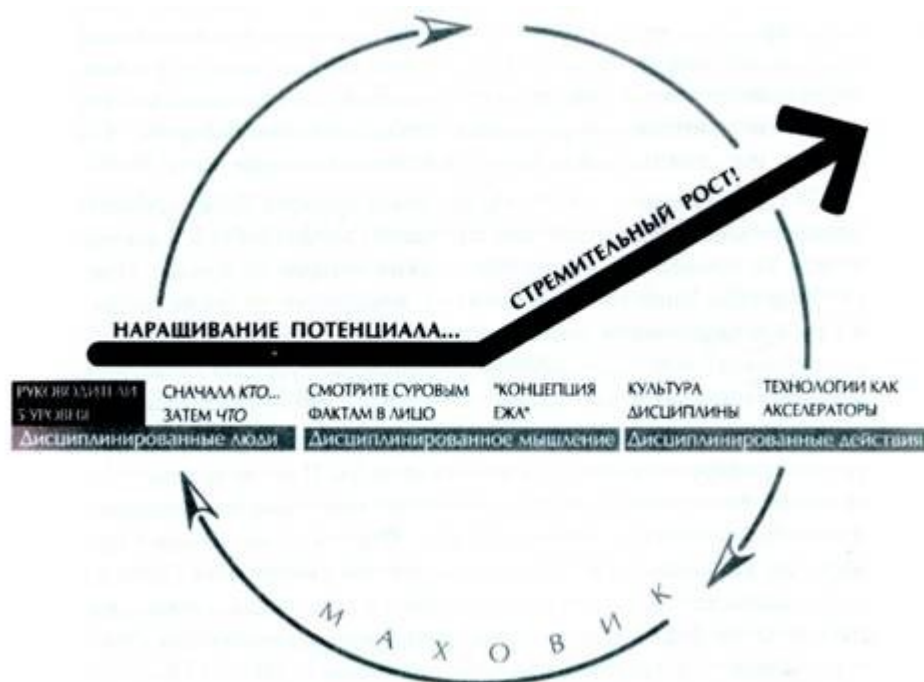 СТРЕМИТЕЛЬНЫЙ РОСТ!
НАРАЩИВАНИЕ ПОТЕНЦИАЛА...
РУКОВОДИТЕЛИ
5 УРОВНЯ
СНАЧАЛА КТО...
ЗАТЕМ ЧТО
СМОТРИТЕ СУРОВЫМ
ФАКТАМ В ЛИЦО
"КОНЦЕПЦИЯ
ЕЖА"
КУЛЬТУРА
ДИСЦИПЛИНЫ
ТЕХНОЛОГИИ КАК
АКСЕЛЕРАТОРЫ
Дисциплинированные люди
Дисциплинированное мышление
Дисциплинированные действия
МАХОВИК